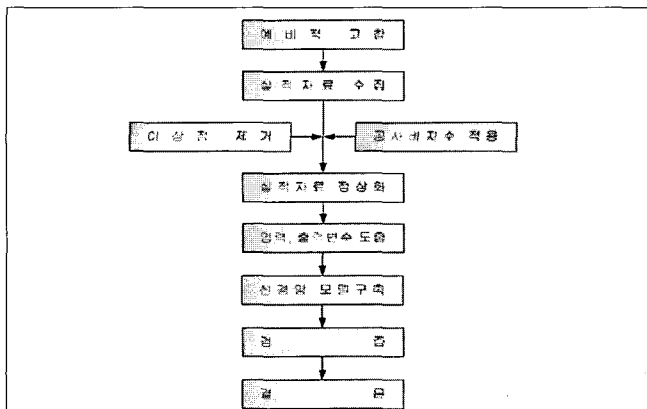 예 비 적 고 찰
실 적 자 료 수 집
이 상 점 제 거
공 사 비 지 수 적 용
실 적 자 료 정 상 화
입 력, 출 력 변 수 도 출
신 경 망 모 델 구 축
검 증
결 론